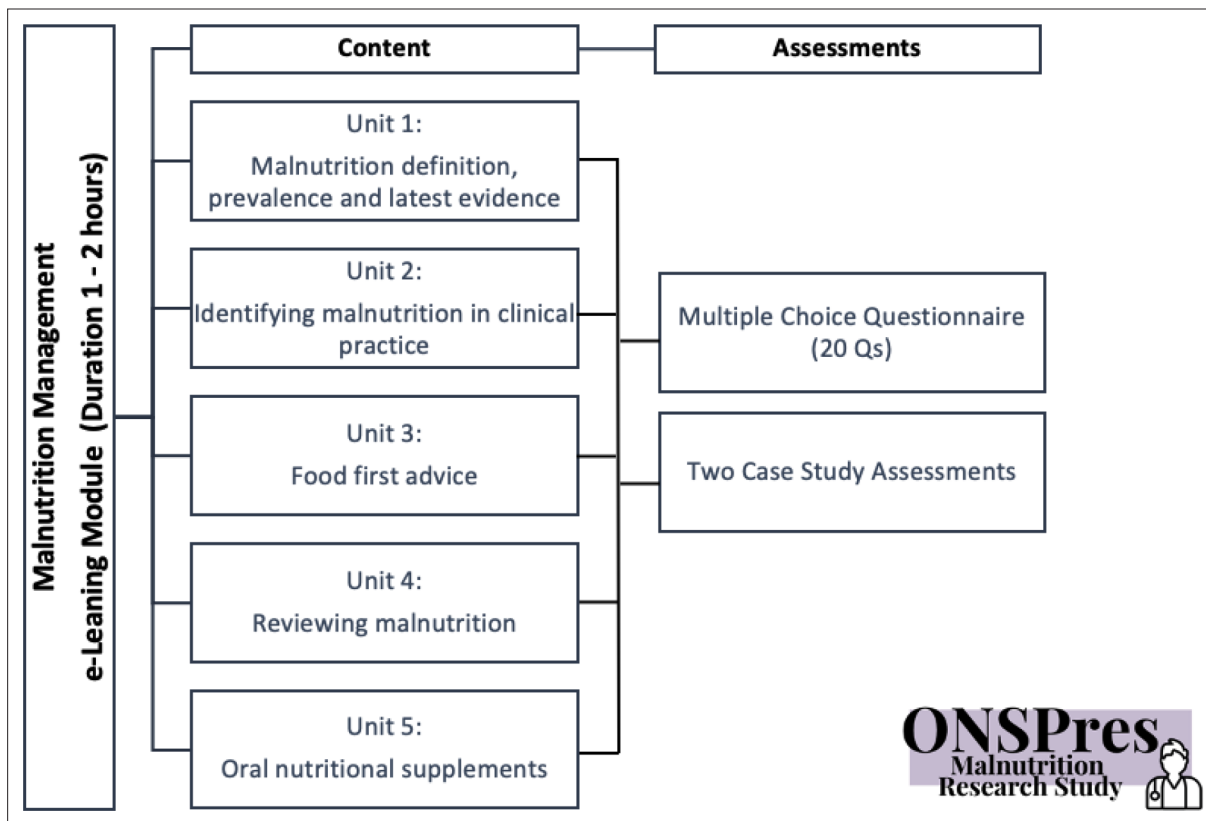 Malnutrition Management
e-Leaning Module (Duration 1 - 2 hours)
Content
Assessments
Unit 1:
Malnutrition definition,
prevalence and latest evidence
Unit 2:
Identifying malnutrition in clinical
practice
Unit 3:
Food first advice
Unit 4:
Reviewing malnutrition
Unit 5:
Oral nutritional supplements
Multiple Choice Questionnaire
(20 Qs)
Two Case Study Assessments
ONSPres
Malnutrition
Research Study